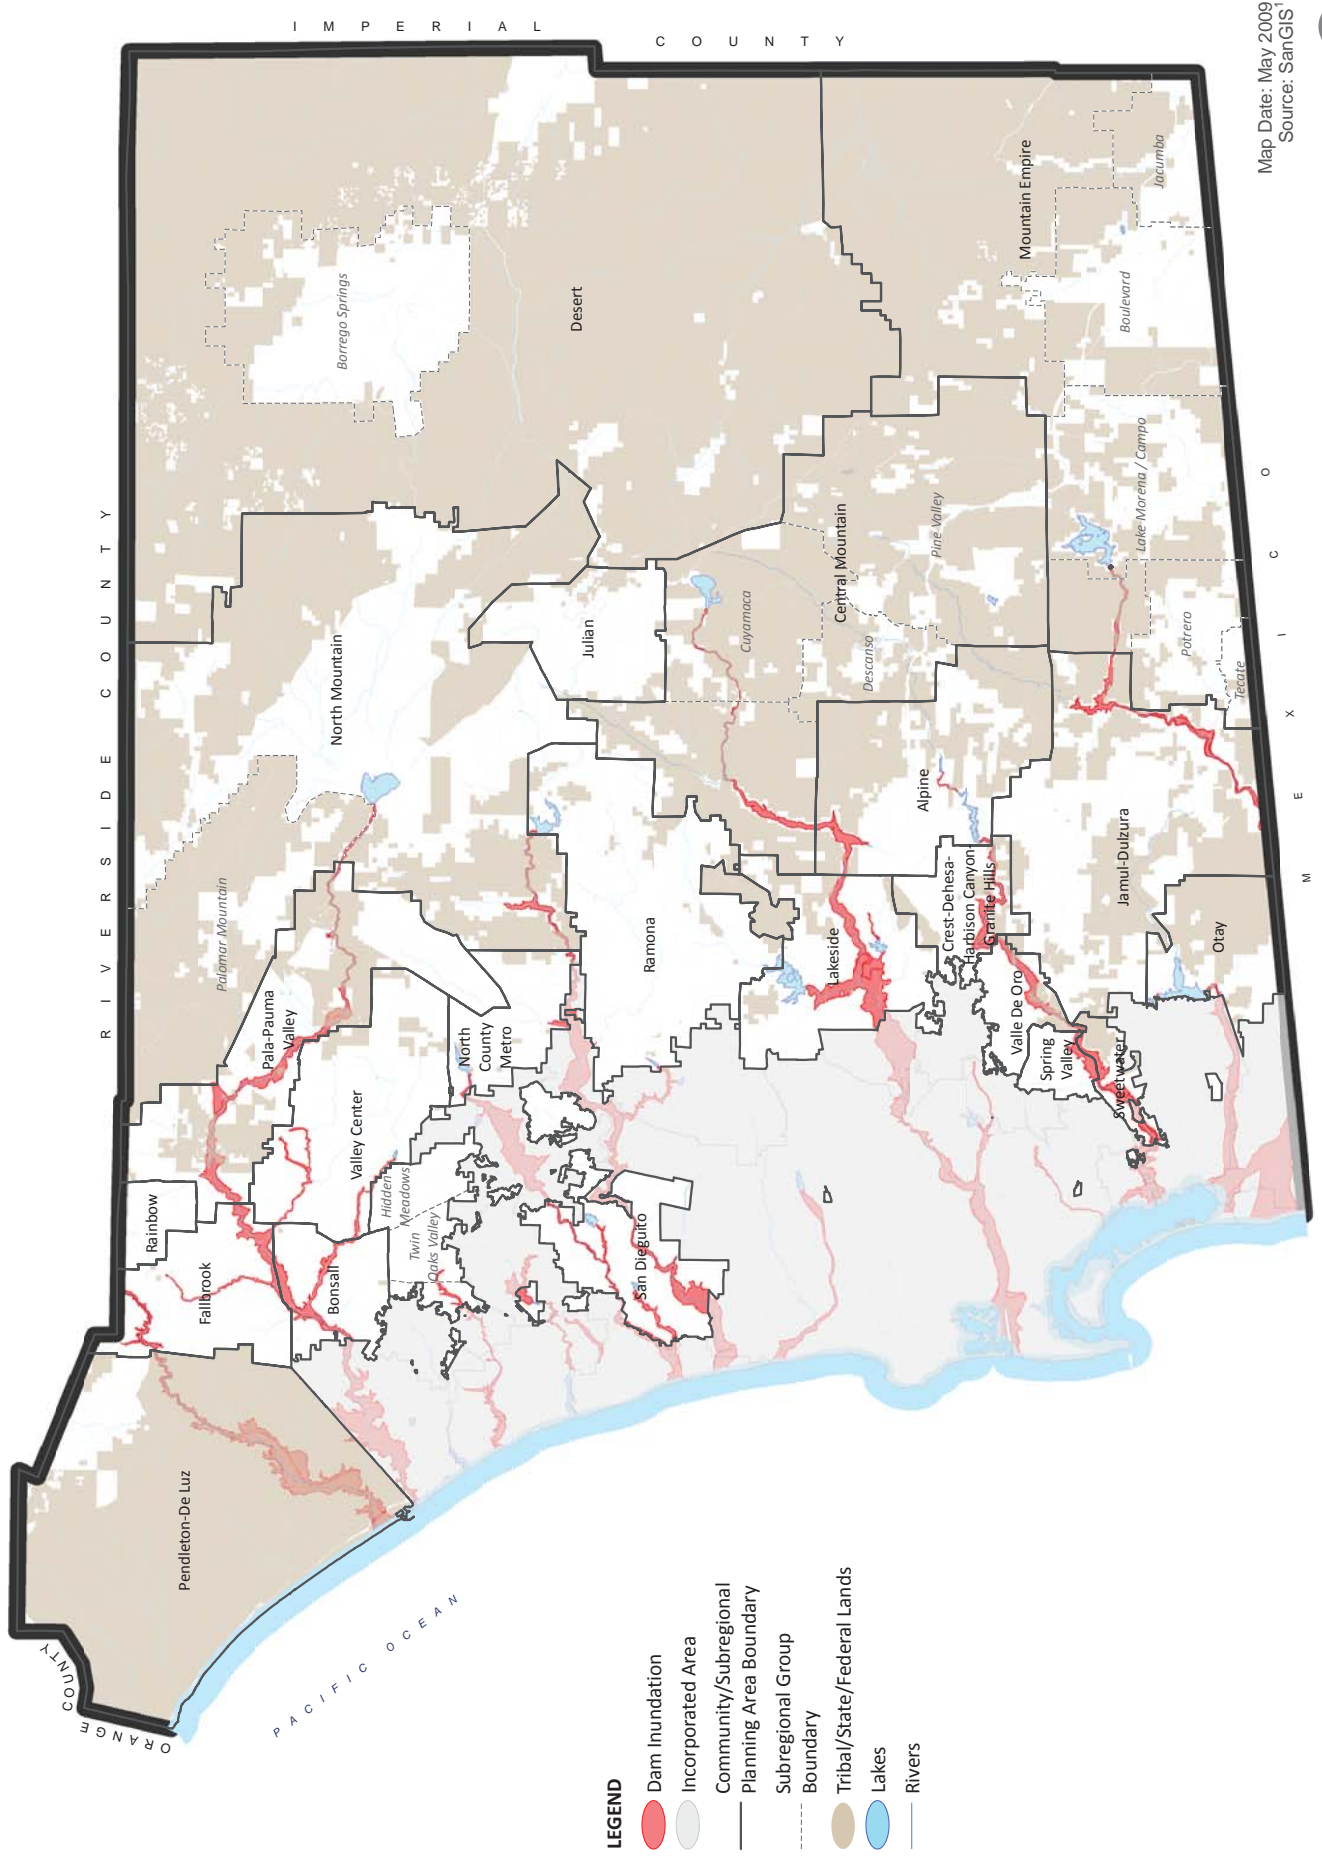 ORANGE COUNTY
RIVERSIDE COUNTY
IMPERIAL COUNTY
MEXICO
PACIFIC OCEAN
Pendleton-De Luz
Fallbrook
Rainbow
Bonsall
Pala-Pauma
Valley
Palomar Mountain
North Mountain
Valley Center
Hidden
Meadows
Twin
Oaks Valley
North
County
Metro
San Dieguito
Ramona
Julian
Borrego Springs
Desert
Cuyamaca
Central Mountain
Descanso
Pine Valley
Alpine
Lakeside
Crest-Dehesa-
Harbison Canyon-
Granite Hills
Valle De Oro
Spring
Valley
Sweetwater
Jamul-Dulzura
Otay
Tecate
Potrero
Lake Morena / Campo
Boulevard
Mountain Empire
Jacumba
LEGEND
Dam Inundation
Incorporated Area
Community/Subregional
Planning Area Boundary
Subregional Group
Boundary
Tribal/State/Federal Lands
Lakes
Rivers
Map Date: May 2009
Source: SanGIS¹